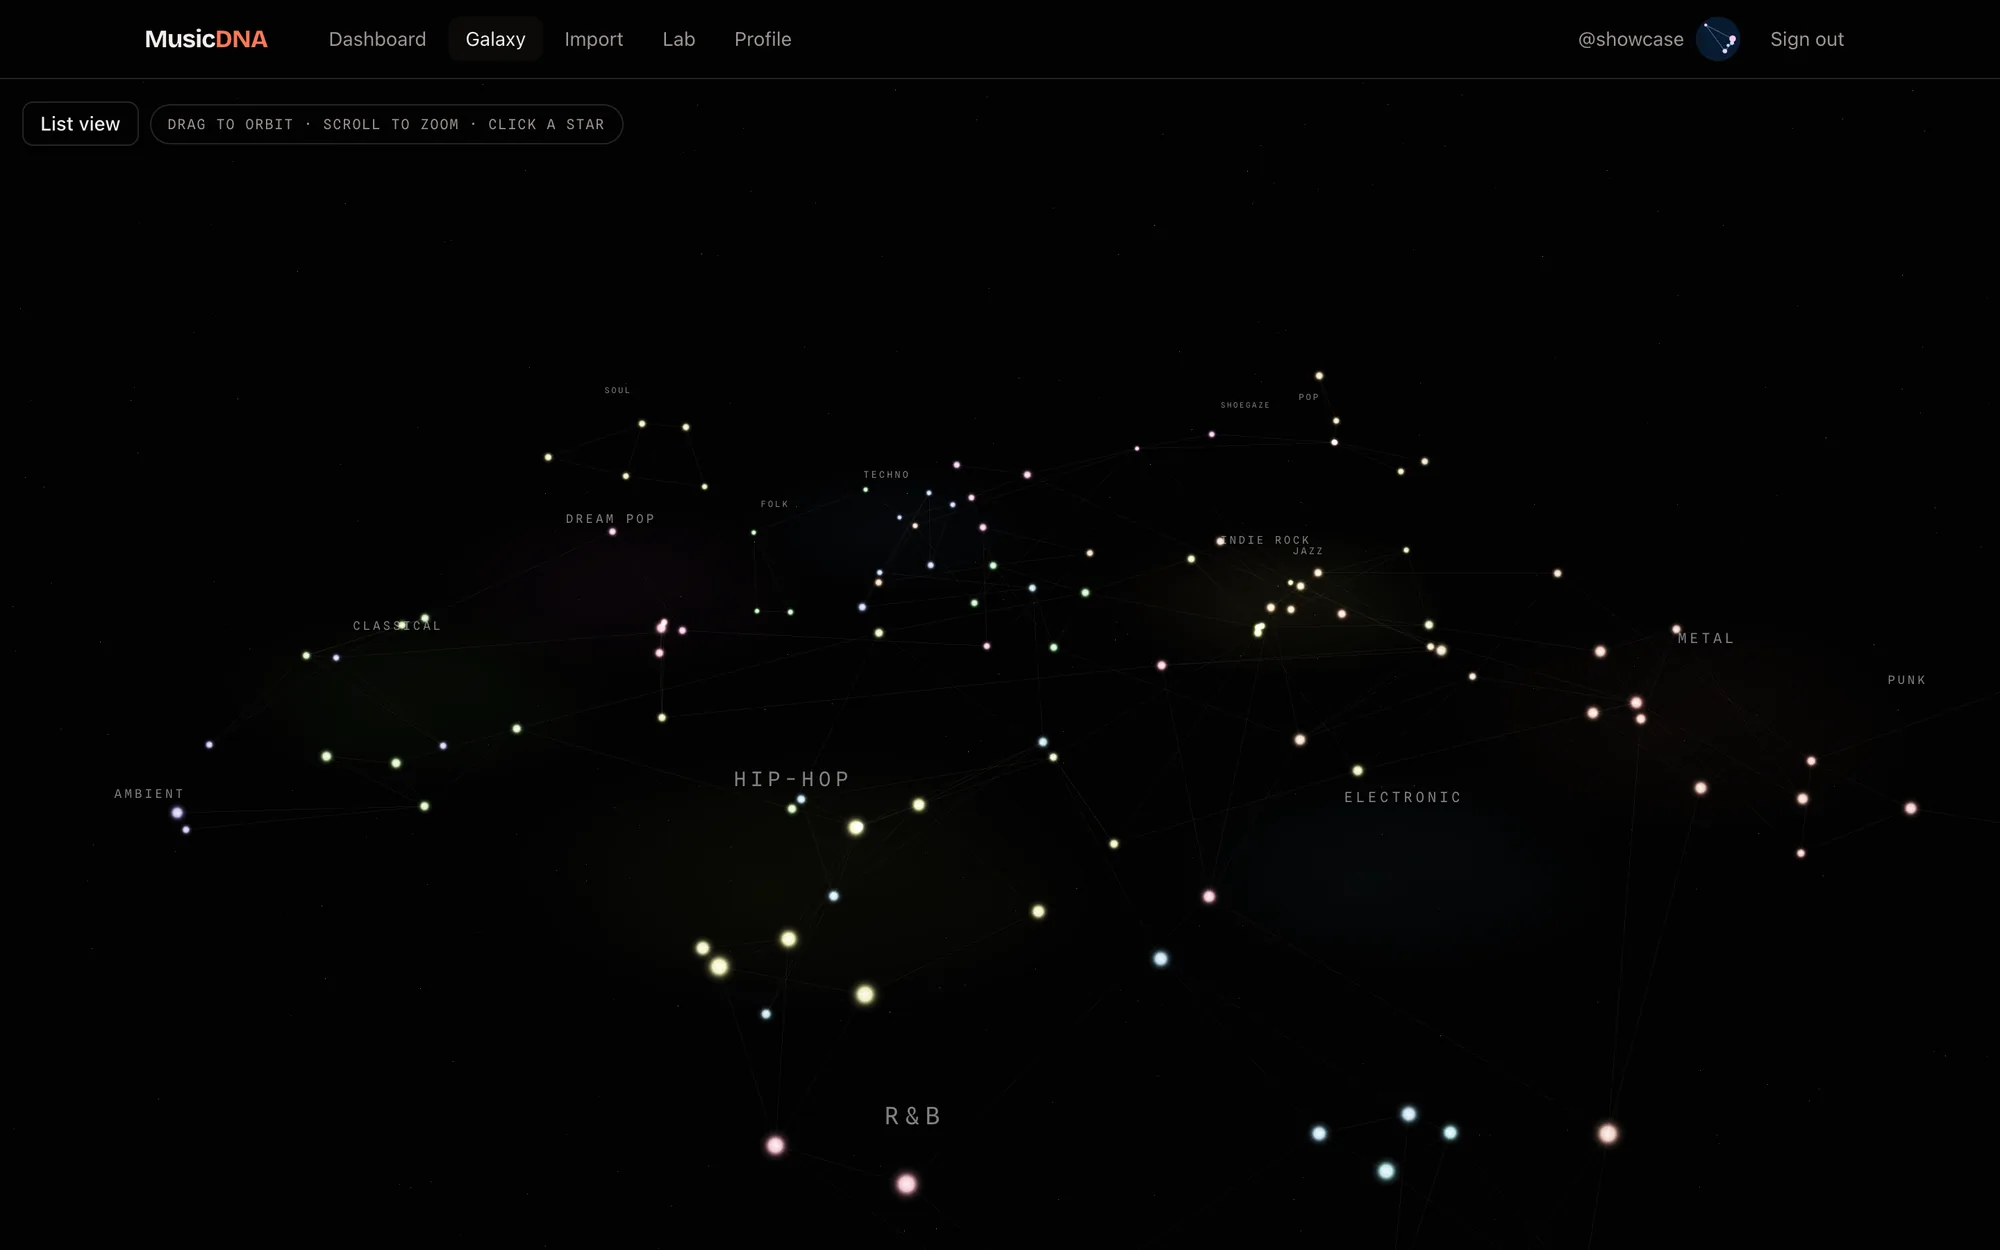 MusicDNA Dashboard Galaxy Import Lab Profile @showcase Sign out
List view DRAG TO ORBIT · SCROLL TO ZOOM · CLICK A STAR
SOUL
POP
SHOEGAZE
TECHNO
FOLK
DREAM POP
INDIE ROCK
JAZZ
CLASSICAL
METAL
PUNK
HIP-HOP
AMBIENT
ELECTRONIC
R&B